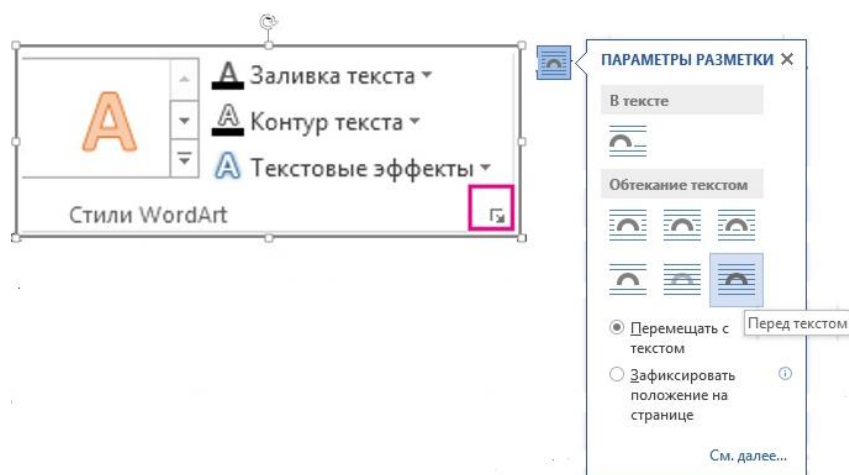 А Заливка текста
А Контур текста
А Текстовые эффекты
А
Стили WordArt
ПАРАМЕТРЫ РАЗМЕТКИ
В тексте
Обтекание текстом
Перед текстом
Перемещать с
текстом
Зафиксировать
положение на
странице
См. далее...